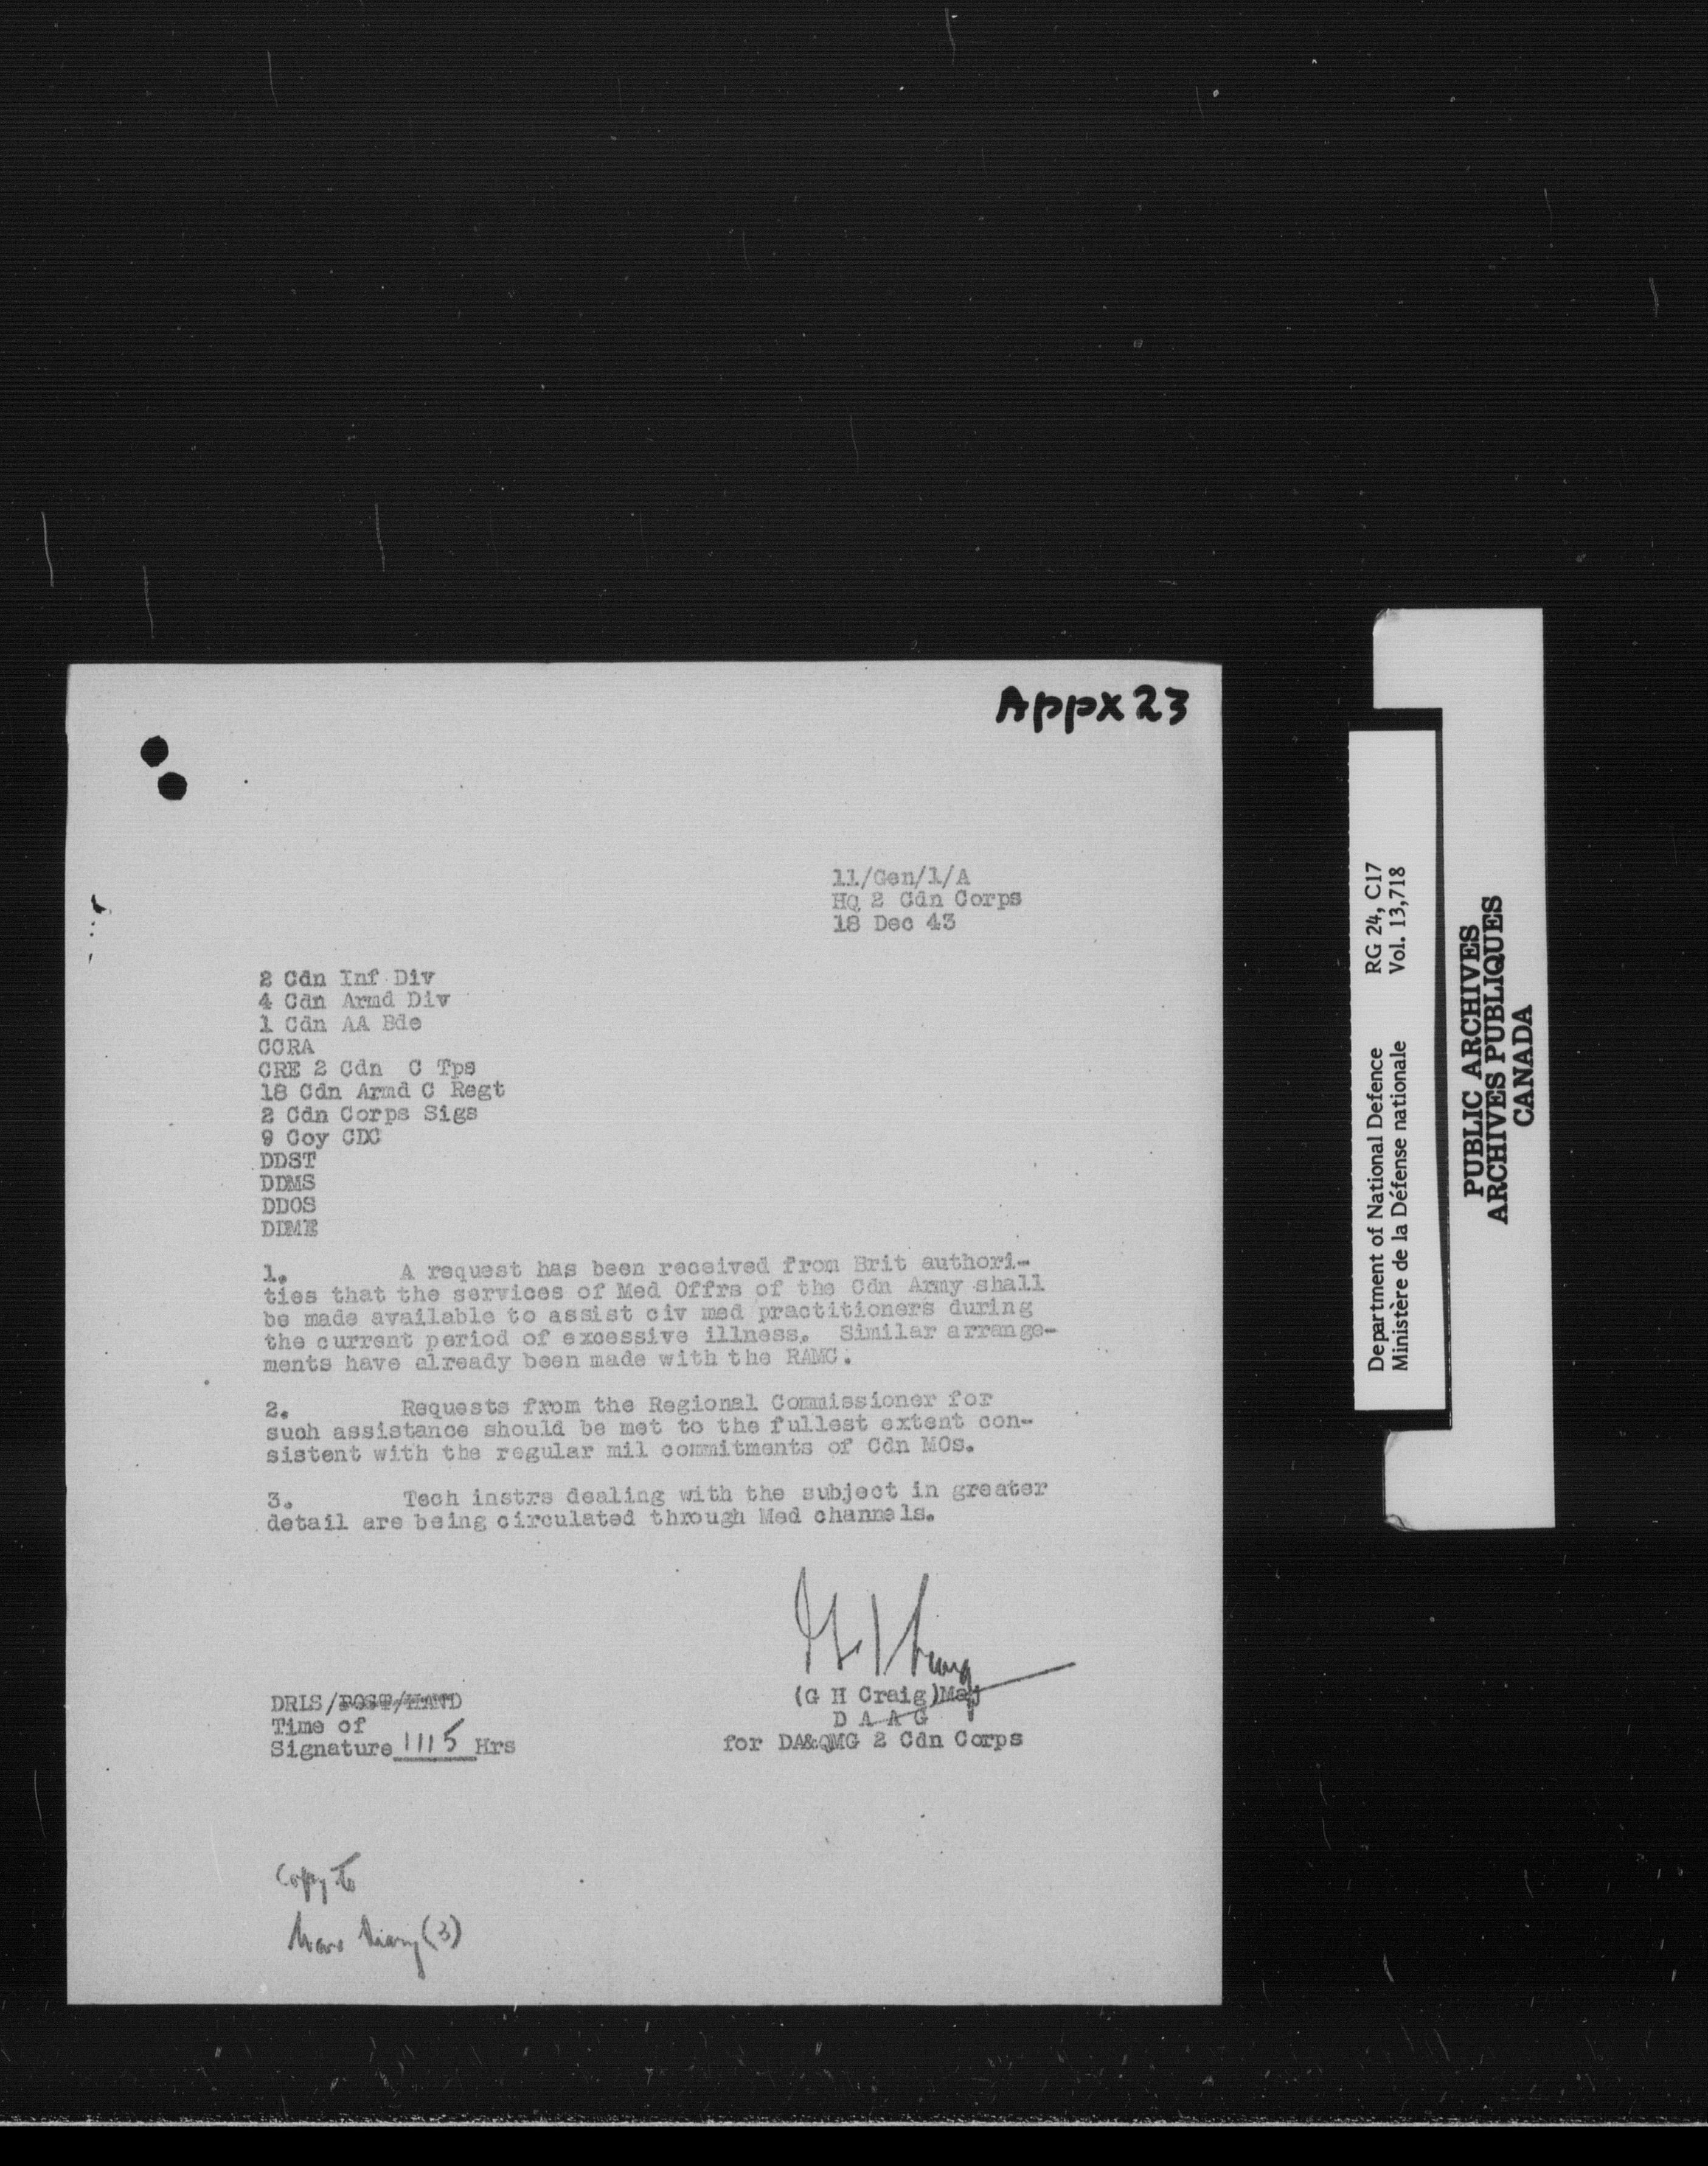 Appx 23
11/Gen/1/A
HQ 2 Cdn Corps
18 Dec 43
2 Cdn Inf Div
4 Cdn Armd Div
1 Cdn AA Bde
CCRA
CRE 2 Cdn C Tps
18 Cdn Armd C Regt
2 Cdn Corps Sigs
9 Coy CDC
DDST
DDMS
DDOS
DDME
1. A request has been received from Brit authori-
ties that the services of Med Offrs of the Cdn Army shall
be made available to assist civ med practitioners during
the current period of excessive illness. Similar arrange-
ments have already been made with the RAMC.
2. Requests from the Regional Commissioner for
such assistance should be met to the fullest extent con-
sistent with the regular mil commitments of Cdn MOs.
3. Tech instrs dealing with the subject in greater
detail are being circulated through Med channels.
(G H Craig)Maj
D A A G
for DA&QMG 2 Cdn Corps
DRLS/POST/HAND
Time of
Signature 1115 Hrs
Copy to
War Diary (3)
Department of National Defence RG 24, C17
Ministère de la Défense nationale Vol. 13,718
PUBLIC ARCHIVES
ARCHIVES PUBLIQUES
CANADA